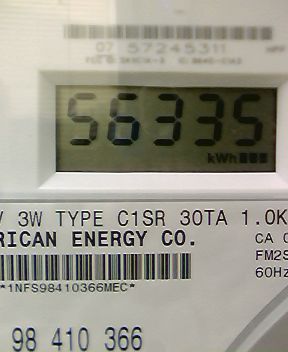 07 57245311
56335
kWh
V 3W TYPE C1SR 30TA 1.0K
RICAN ENERGY CO.
CA
FM2S
60Hz
*1NFS98410366MEC*
98 410 366